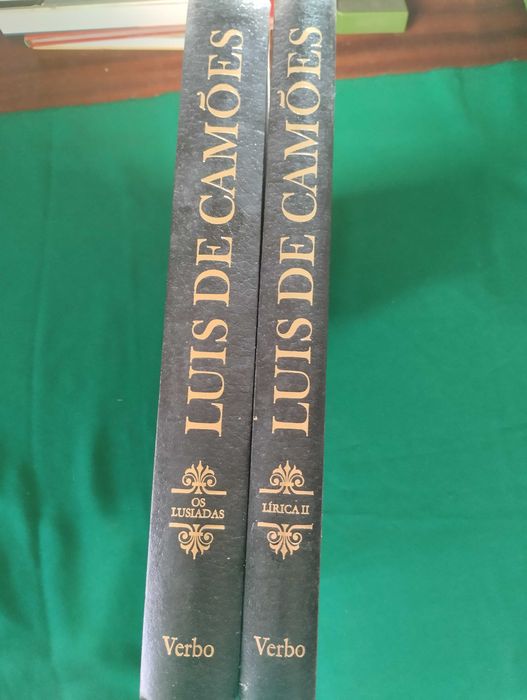 LUIS DE CAMÕES
OS
LUSIADAS
Verbo
LUIS DE CAMÕES
LÍRICA II
Verbo